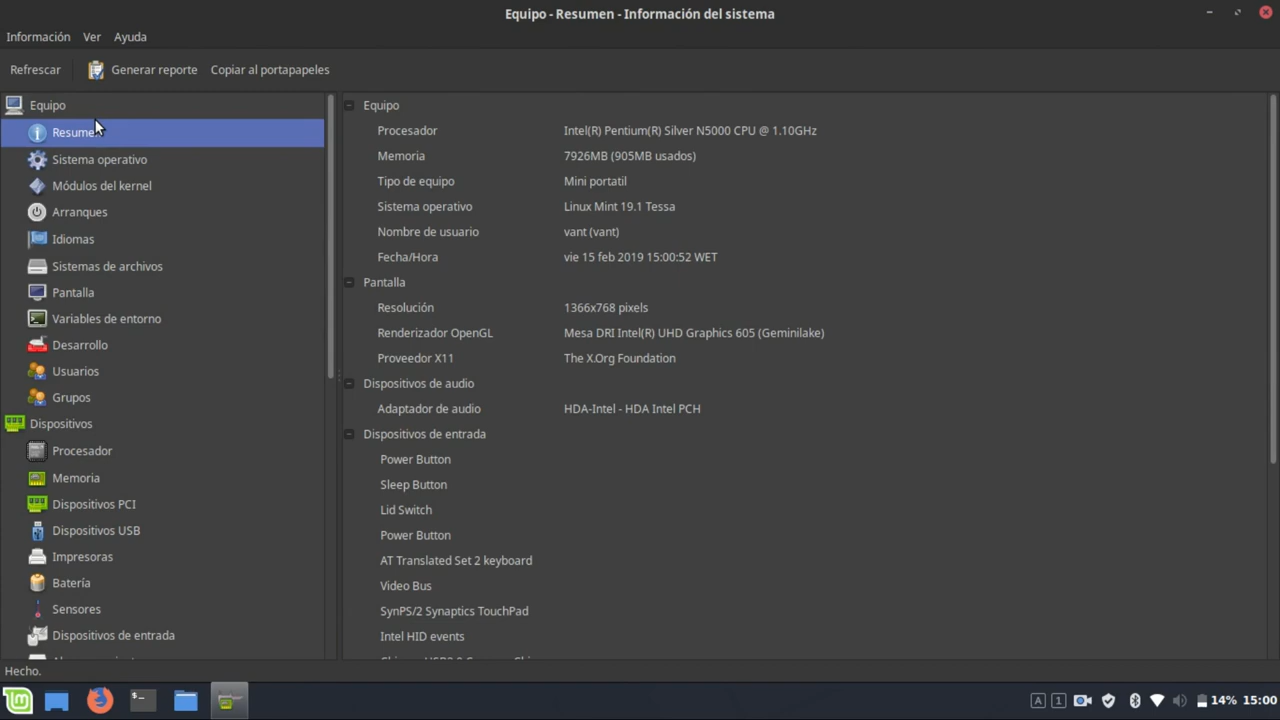 Equipo - Resumen - Información del sistema
Información Ver Ayuda
Refrescar Generar reporte Copiar al portapapeles
Equipo
Resumen
Sistema operativo
Módulos del kernel
Arranques
Idiomas
Sistemas de archivos
Pantalla
Variables de entorno
Desarrollo
Usuarios
Grupos
Dispositivos
Procesador
Memoria
Dispositivos PCI
Dispositivos USB
Impresoras
Batería
Sensores
Dispositivos de entrada
Equipo
Procesador Intel(R) Pentium(R) Silver N5000 CPU @ 1.10GHz
Memoria 7926MB (905MB usados)
Tipo de equipo Mini portatil
Sistema operativo Linux Mint 19.1 Tessa
Nombre de usuario vant (vant)
Fecha/Hora vie 15 feb 2019 15:00:52 WET
Pantalla
Resolución 1366x768 pixels
Renderizador OpenGL Mesa DRI Intel(R) UHD Graphics 605 (Geminilake)
Proveedor X11 The X.Org Foundation
Dispositivos de audio
Adaptador de audio HDA-Intel - HDA Intel PCH
Dispositivos de entrada
Power Button
Sleep Button
Lid Switch
Power Button
AT Translated Set 2 keyboard
Video Bus
SynPS/2 Synaptics TouchPad
Intel HID events
Hecho.
A 1 14% 15:00